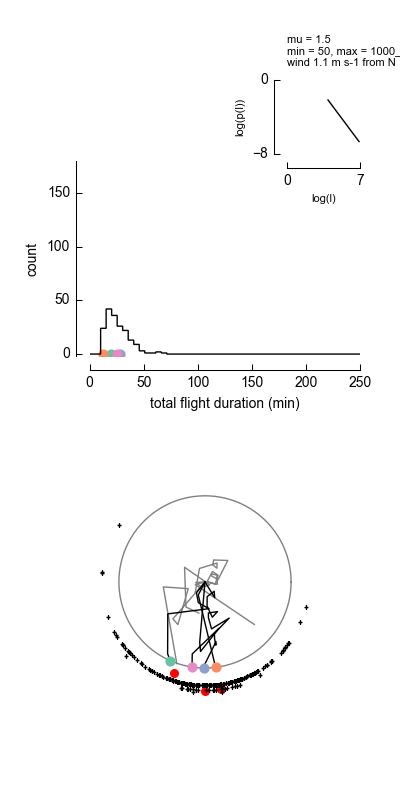 mu = 1.5
min = 50, max = 1000_
wind 1.1 m s-1 from N
0
log(p(l))
−8
0
7
log(l)
150
100
50
0
count
0
50
100
150
200
250
total flight duration (min)